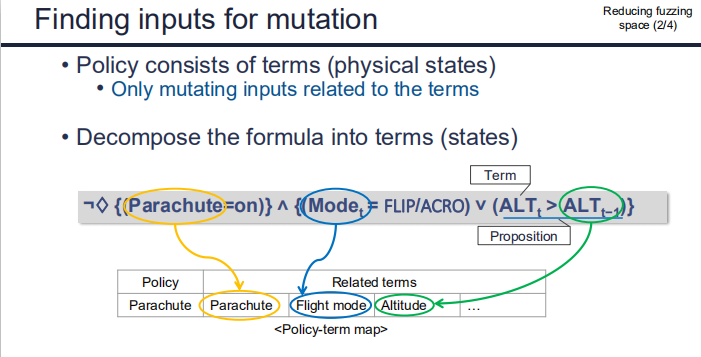 Finding inputs for mutation
Reducing fuzzing
space (2/4)
• Policy consists of terms (physical states)
• Only mutating inputs related to the terms
• Decompose the formula into terms (states)
Term
¬◊ {(Parachute=on)} ∧ {(Modeₜ = FLIP/ACRO) ∨ (ALTₜ > ALTₜ₋₁)}
Proposition
Policy Related terms
Parachute Parachute Flight mode Altitude ...
<Policy-term map>